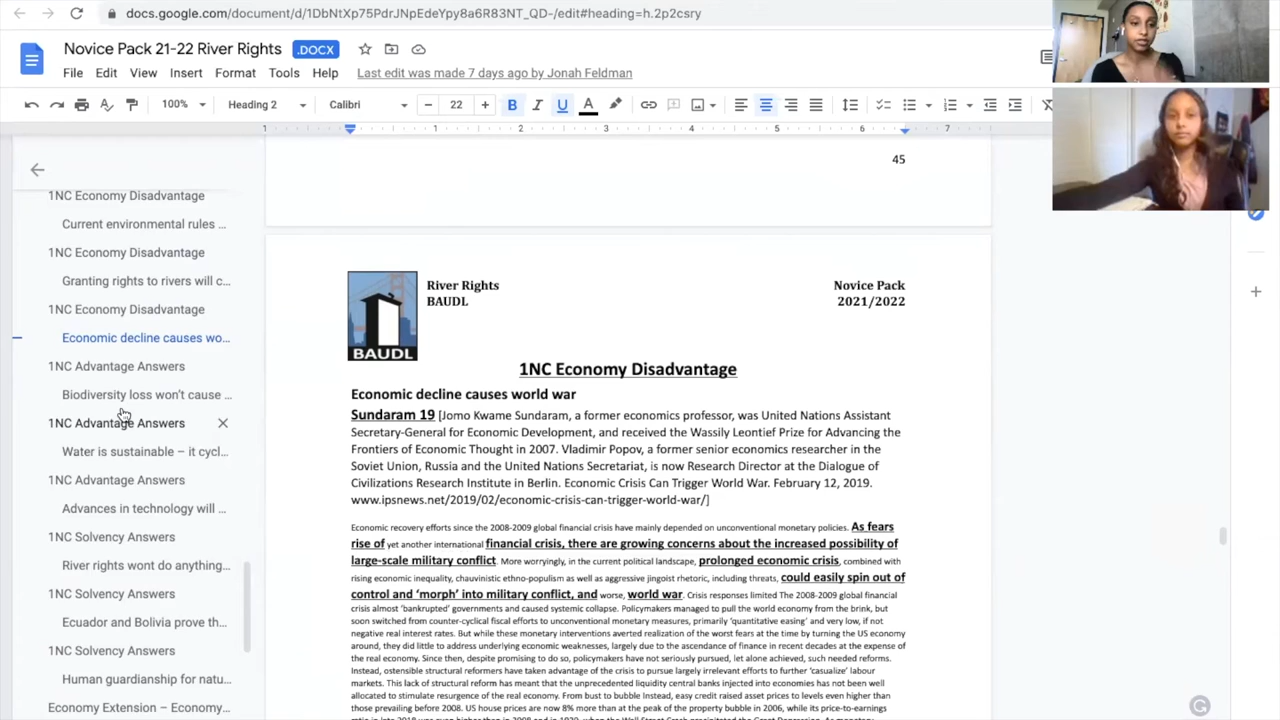 docs.google.com/document/d/1DbNtXp75PdrJNpEdeYpy8a6R83NT_QD-/edit#heading=h.2p2csry
Novice Pack 21-22 River Rights .DOCX
File Edit View Insert Format Tools Help Last edit was made 7 days ago by Jonah Feldman
100% Heading 2 Calibri − 22 + B I U A
1 1 2 3 4 5 6 7
45
1NC Economy Disadvantage
Current environmental rules ...
1NC Economy Disadvantage
Granting rights to rivers will c...
1NC Economy Disadvantage
Economic decline causes wo...
1NC Advantage Answers
Biodiversity loss won't cause ...
1NC Advantage Answers
Water is sustainable – it cycl...
1NC Advantage Answers
Advances in technology will ...
1NC Solvency Answers
River rights wont do anything...
1NC Solvency Answers
Ecuador and Bolivia prove th...
1NC Solvency Answers
Human guardianship for natu...
Economy Extension – Economy...
BAUDL
River Rights
BAUDL
Novice Pack
2021/2022
1NC Economy Disadvantage
Economic decline causes world war
Sundaram 19 [Jomo Kwame Sundaram, a former economics professor, was United Nations Assistant
Secretary-General for Economic Development, and received the Wassily Leontief Prize for Advancing the
Frontiers of Economic Thought in 2007. Vladimir Popov, a former senior economics researcher in the
Soviet Union, Russia and the United Nations Secretariat, is now Research Director at the Dialogue of
Civilizations Research Institute in Berlin. Economic Crisis Can Trigger World War. February 12, 2019.
www.ipsnews.net/2019/02/economic-crisis-can-trigger-world-war/]
Economic recovery efforts since the 2008-2009 global financial crisis have mainly depended on unconventional monetary policies. As fears
rise of yet another international financial crisis, there are growing concerns about the increased possibility of
large-scale military conflict. More worryingly, in the current political landscape, prolonged economic crisis, combined with
rising economic inequality, chauvinistic ethno-populism as well as aggressive jingoist rhetoric, including threats, could easily spin out of
control and 'morph' into military conflict, and worse, world war. Crisis responses limited The 2008-2009 global financial
crisis almost 'bankrupted' governments and caused systemic collapse. Policymakers managed to pull the world economy from the brink, but
soon switched from counter-cyclical fiscal efforts to unconventional monetary measures, primarily 'quantitative easing' and very low, if not
negative real interest rates. But while these monetary interventions averted realization of the worst fears at the time by turning the US economy
around, they did little to address underlying economic weaknesses, largely due to the ascendance of finance in recent decades at the expense of
the real economy. Since then, despite promising to do so, policymakers have not seriously pursued, let alone achieved, such needed reforms.
Instead, ostensible structural reformers have taken advantage of the crisis to pursue largely irrelevant efforts to further 'casualize' labour
markets. This lack of structural reform has meant that the unprecedented liquidity central banks injected into economies has not been well
allocated to stimulate resurgence of the real economy. From bust to bubble Instead, easy credit raised asset prices to levels even higher than
those prevailing before 2008. US house prices are now 8% more than at the peak of the property bubble in 2006, while its price-to-earnings